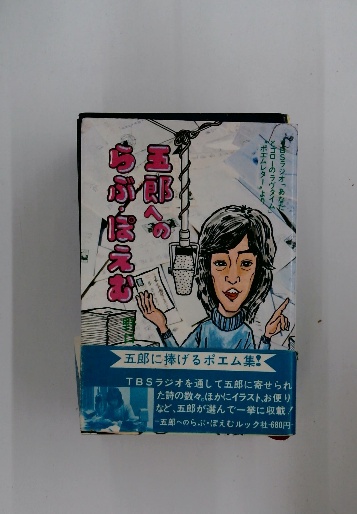 TBSラジオ「あなた
とゴローのラヴタイム」
ポエムレターより
五郎への
らぶ・ぽえむ
五郎に捧げるポエム集!
TBSラジオを通して五郎に寄せられ
た詩の数々。ほかにイラスト、お便り
など、五郎が選んで一挙に収載!
五郎へのらぶ・ぽえむ ルック社・680円